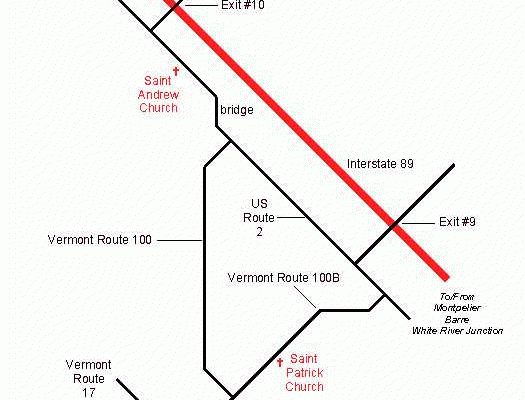 Exit #10
Saint
Andrew
Church
bridge
Interstate 89
US
Route
2
Exit #9
Vermont Route 100
Vermont Route 100B
To/From
Montpelier
Barre
White River Junction
Saint
Patrick
Church
Vermont
Route
17